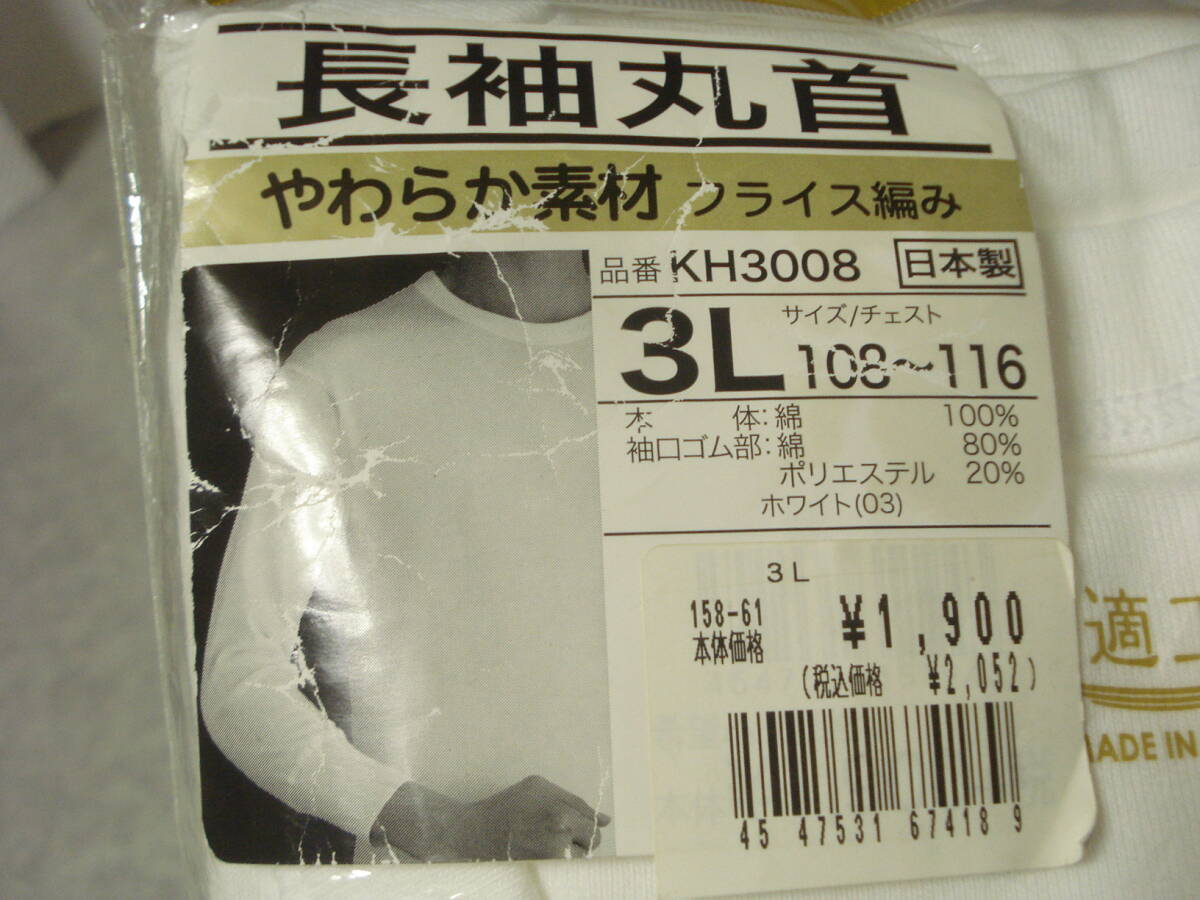 長袖丸首
やわらか素材 フライス編み
品番 KH3008 日本製
3L サイズ/チェスト
108～116
本 体:綿 100%
袖口ゴム部:綿 80%
ポリエステル 20%
ホワイト(03)
3L
158-61 ¥1,900
本体価格
(税込価格 ¥2,052)
45 47531 67418 9
適
MADE IN